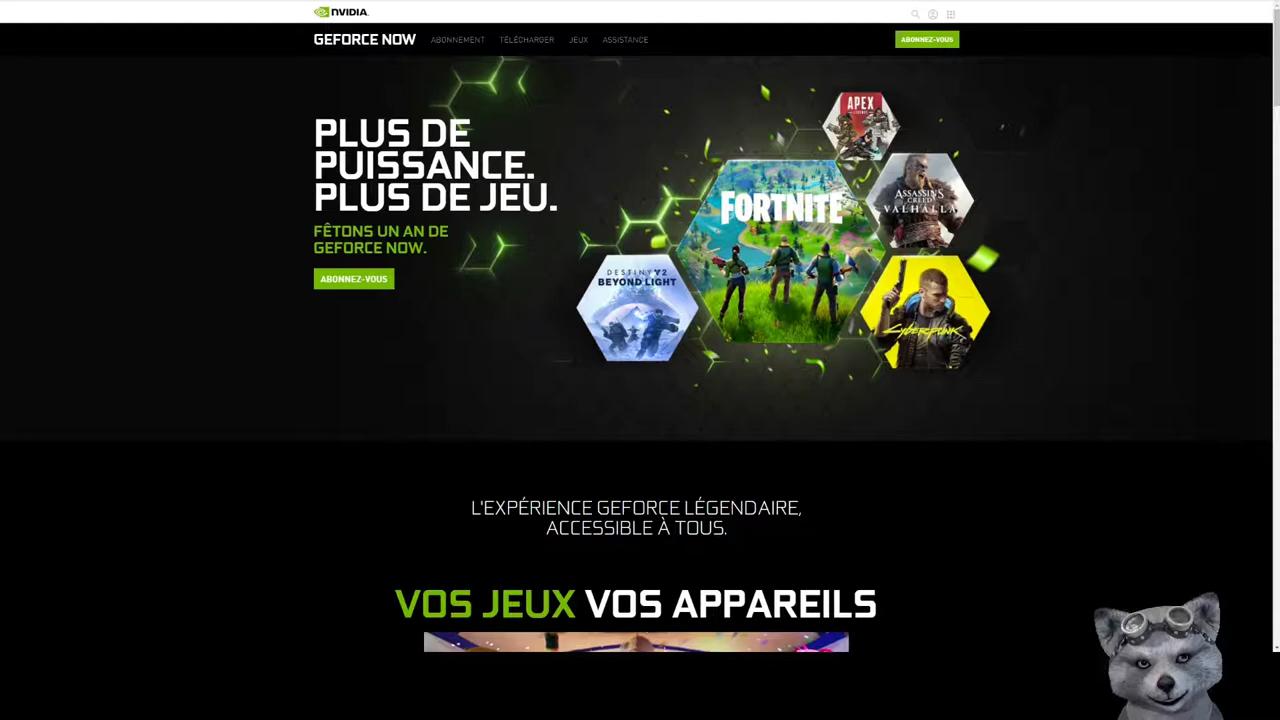 NVIDIA.
GEFORCE NOW ABONNEMENT TÉLÉCHARGER JEUX ASSISTANCE ABONNEZ-VOUS
PLUS DE
PUISSANCE.
PLUS DE JEU.
FÊTONS UN AN DE
GEFORCE NOW.
ABONNEZ-VOUS
APEX
LEGENDS
ASSASSIN'S
CREED
VALHALLA
FORTNITE
DESTINY 2
BEYOND LIGHT
CYBERPUNK
L'EXPÉRIENCE GEFORCE LÉGENDAIRE,
ACCESSIBLE À TOUS.
VOS JEUX VOS APPAREILS